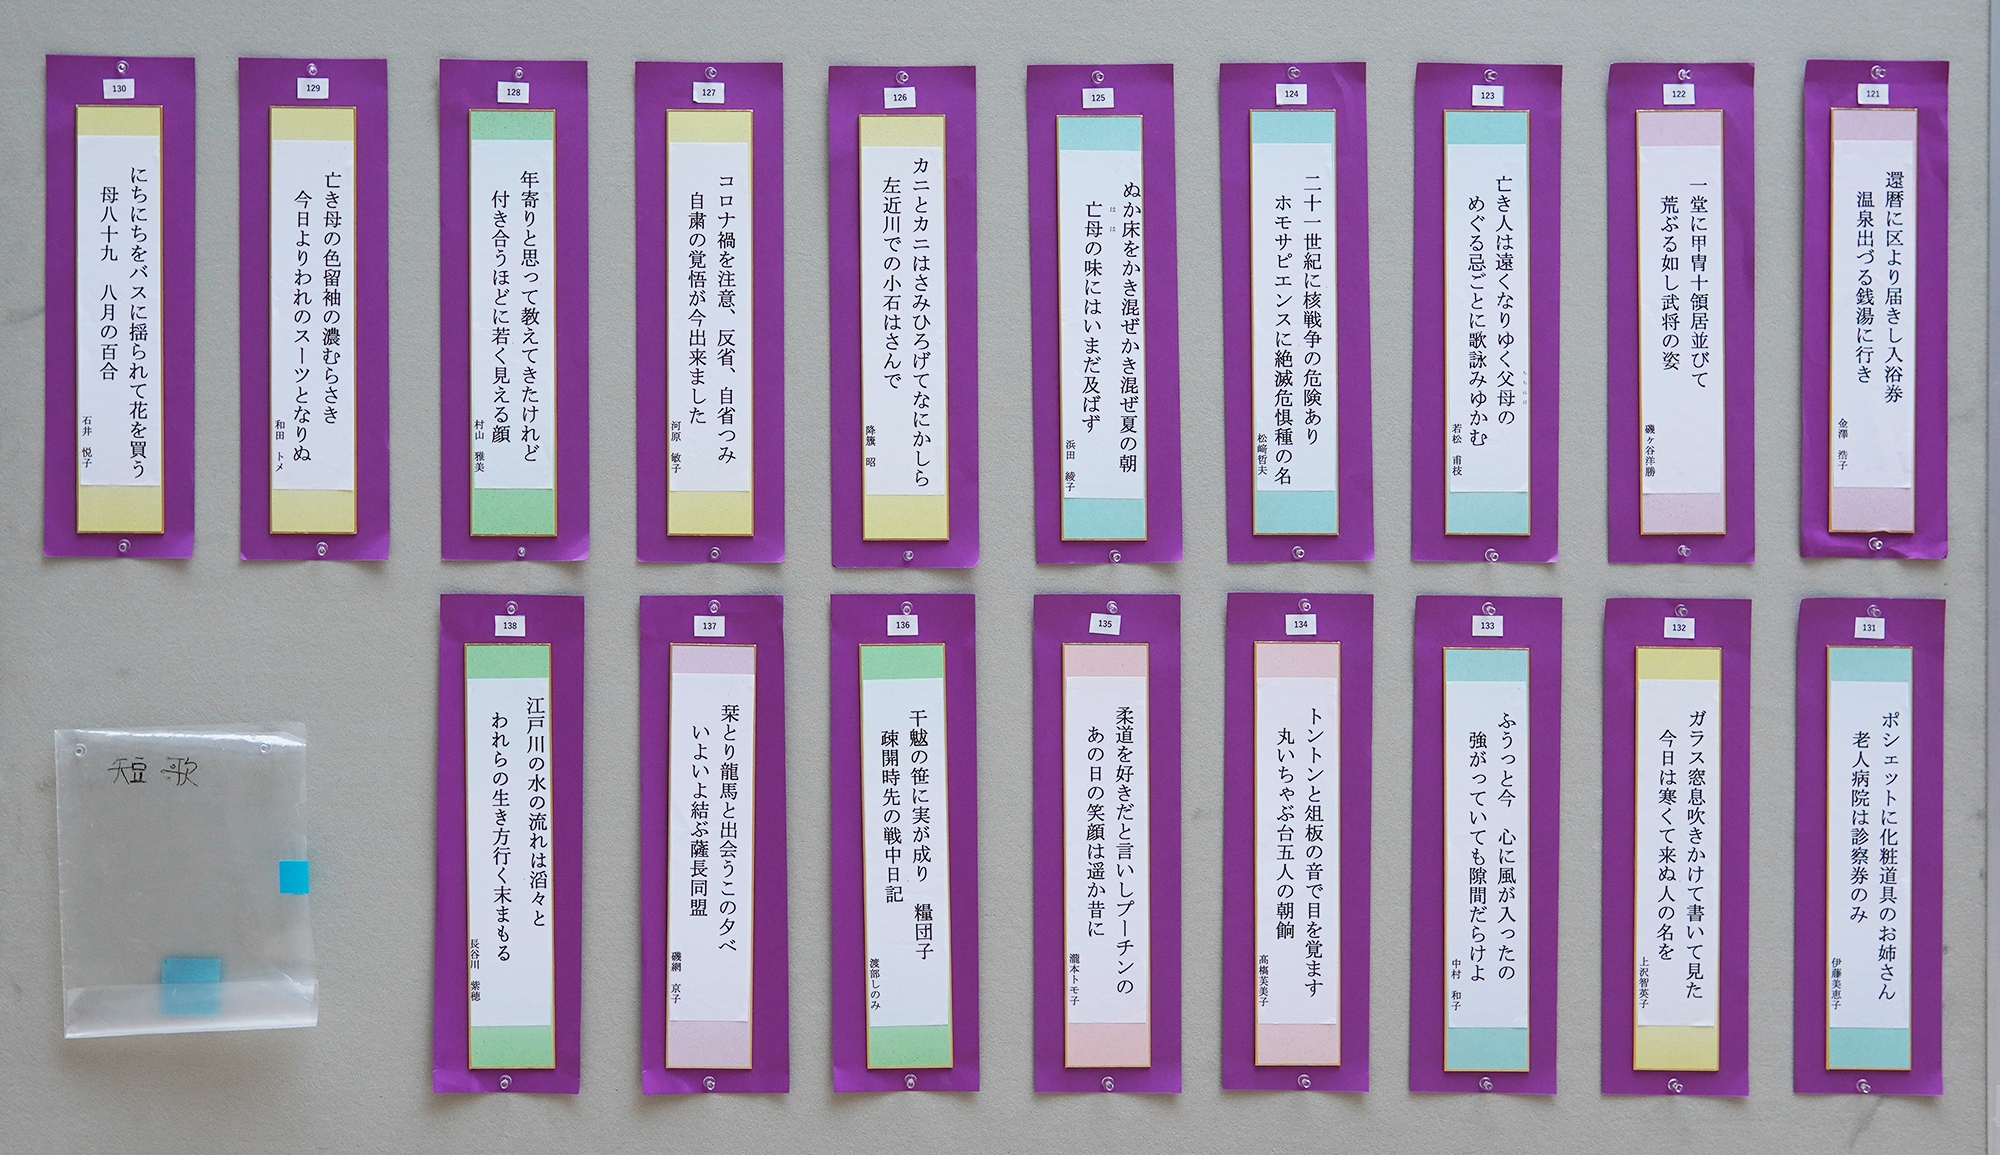 121
還暦に区より届きし入浴券
温泉出づる銭湯に行き
金澤 浩子
122
一堂に甲冑十領居並びて
荒ぶる如し武将の姿
磯ヶ谷洋勝
123
亡き人は遠くなりゆく父母の
ちちはは
めぐる忌ごとに歌詠みゆかむ
若松 甫枝
124
二十一世紀に核戦争の危険あり
ホモサピエンスに絶滅危惧種の名
松﨑哲夫
125
ぬか床をかき混ぜかき混ぜ夏の朝
はは
亡母の味にはいまだ及ばず
浜田 綾子
126
カニとカニはさみひろげてなにかしら
左近川での小石はさんで
降籏 昭
127
コロナ禍を注意、反省、自省つみ
自粛の覚悟が今出来ました
河原 敏子
128
年寄りと思って教えてきたけれど
付き合うほどに若く見える顔
村山 雅美
129
亡き母の色留袖の濃むらさき
今日よりわれのスーツとなりぬ
和田 トメ
130
にちにちをバスに揺られて花を買う
母八十九 八月の百合
石井 悦子
131
ポシェットに化粧道具のお姉さん
老人病院は診察券のみ
伊藤美恵子
132
ガラス窓息吹きかけて書いて見た
今日は寒くて来ぬ人の名を
上沢智英子
133
ふうっと今 心に風が入ったの
強がっていても隙間だらけよ
中村 和子
134
トントンと俎板の音で目を覚ます
丸いちゃぶ台五人の朝餉
髙橋芙美子
135
柔道を好きだと言いしプーチンの
あの日の笑顔は遥か昔に
瀧本トモ子
136
干魃の笹に実が成り 糧団子
疎開時先の戦中日記
渡部しのみ
137
栞とり龍馬と出会うこの夕べ
いよいよ結ぶ薩長同盟
磯網 京子
138
江戸川の水の流れは滔々と
われらの生き方行く末まもる
長谷川 紫穂
短歌